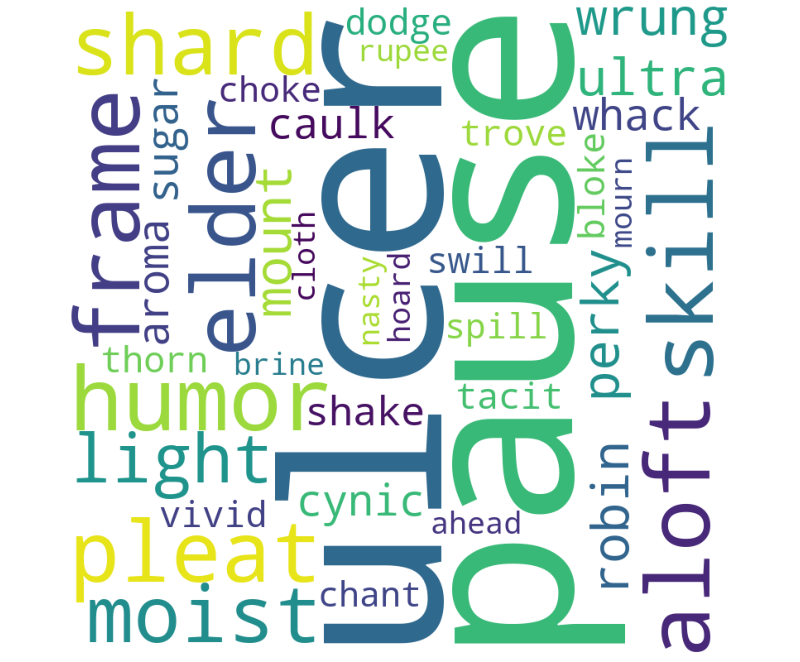 shard
dodge
wrung
rupee
ultra
choke
sugar
frame
elder
caulk
ulcer
pause
trove
whack
skill
bloke
mourn
mount
aroma
cloth
nasty
hoard
swill
perky
spill
thorn
brine
humor
shake
tacit
aloft
light
cynic
robin
vivid
ahead
pleat
moist
chant